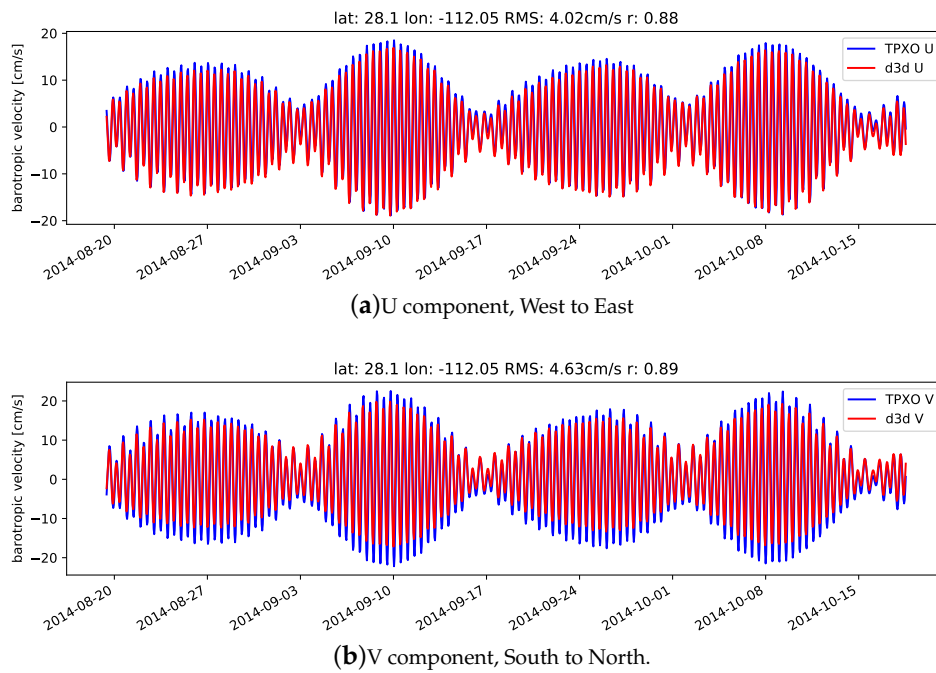 lat: 28.1 lon: -112.05 RMS: 4.02cm/s r: 0.88
barotropic velocity [cm/s]
20
10
0
−10
−20
TPXO U
d3d U
2014-08-20
2014-08-27
2014-09-03
2014-09-10
2014-09-17
2014-09-24
2014-10-01
2014-10-08
2014-10-15
(a)U component, West to East
lat: 28.1 lon: -112.05 RMS: 4.63cm/s r: 0.89
barotropic velocity [cm/s]
20
10
0
−10
−20
TPXO V
d3d V
2014-08-20
2014-08-27
2014-09-03
2014-09-10
2014-09-17
2014-09-24
2014-10-01
2014-10-08
2014-10-15
(b)V component, South to North.